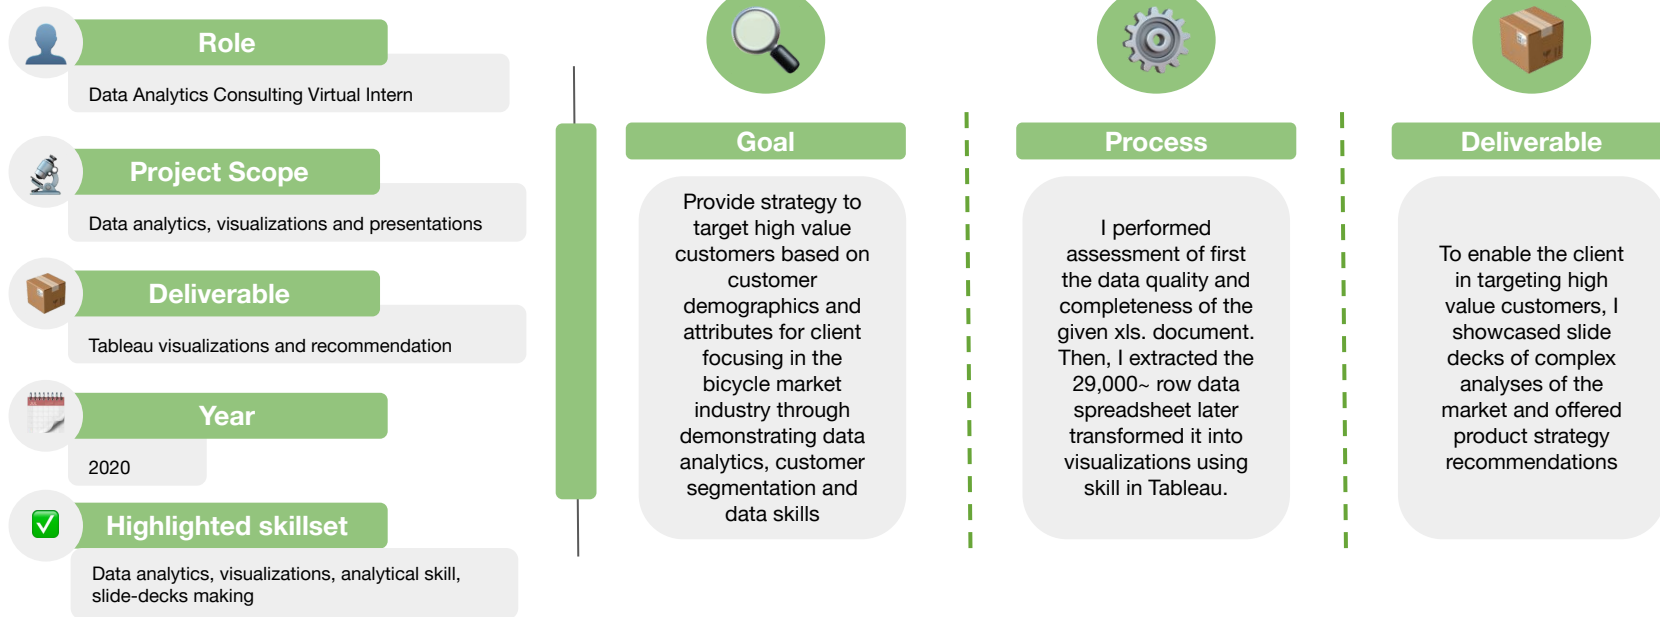 Role
Data Analytics Consulting Virtual Intern
Project Scope
Data analytics, visualizations and presentations
Deliverable
Tableau visualizations and recommendation
Year
2020
Highlighted skillset
Data analytics, visualizations, analytical skill,
slide-decks making
Goal
Provide strategy to
target high value
customers based on
customer
demographics and
attributes for client
focusing in the
bicycle market
industry through
demonstrating data
analytics, customer
segmentation and
data skills
Process
I performed
assessment of first
the data quality and
completeness of the
given xls. document.
Then, I extracted the
29,000~ row data
spreadsheet later
transformed it into
visualizations using
skill in Tableau.
Deliverable
To enable the client
in targeting high
value customers, I
showcased slide
decks of complex
analyses of the
market and offered
product strategy
recommendations